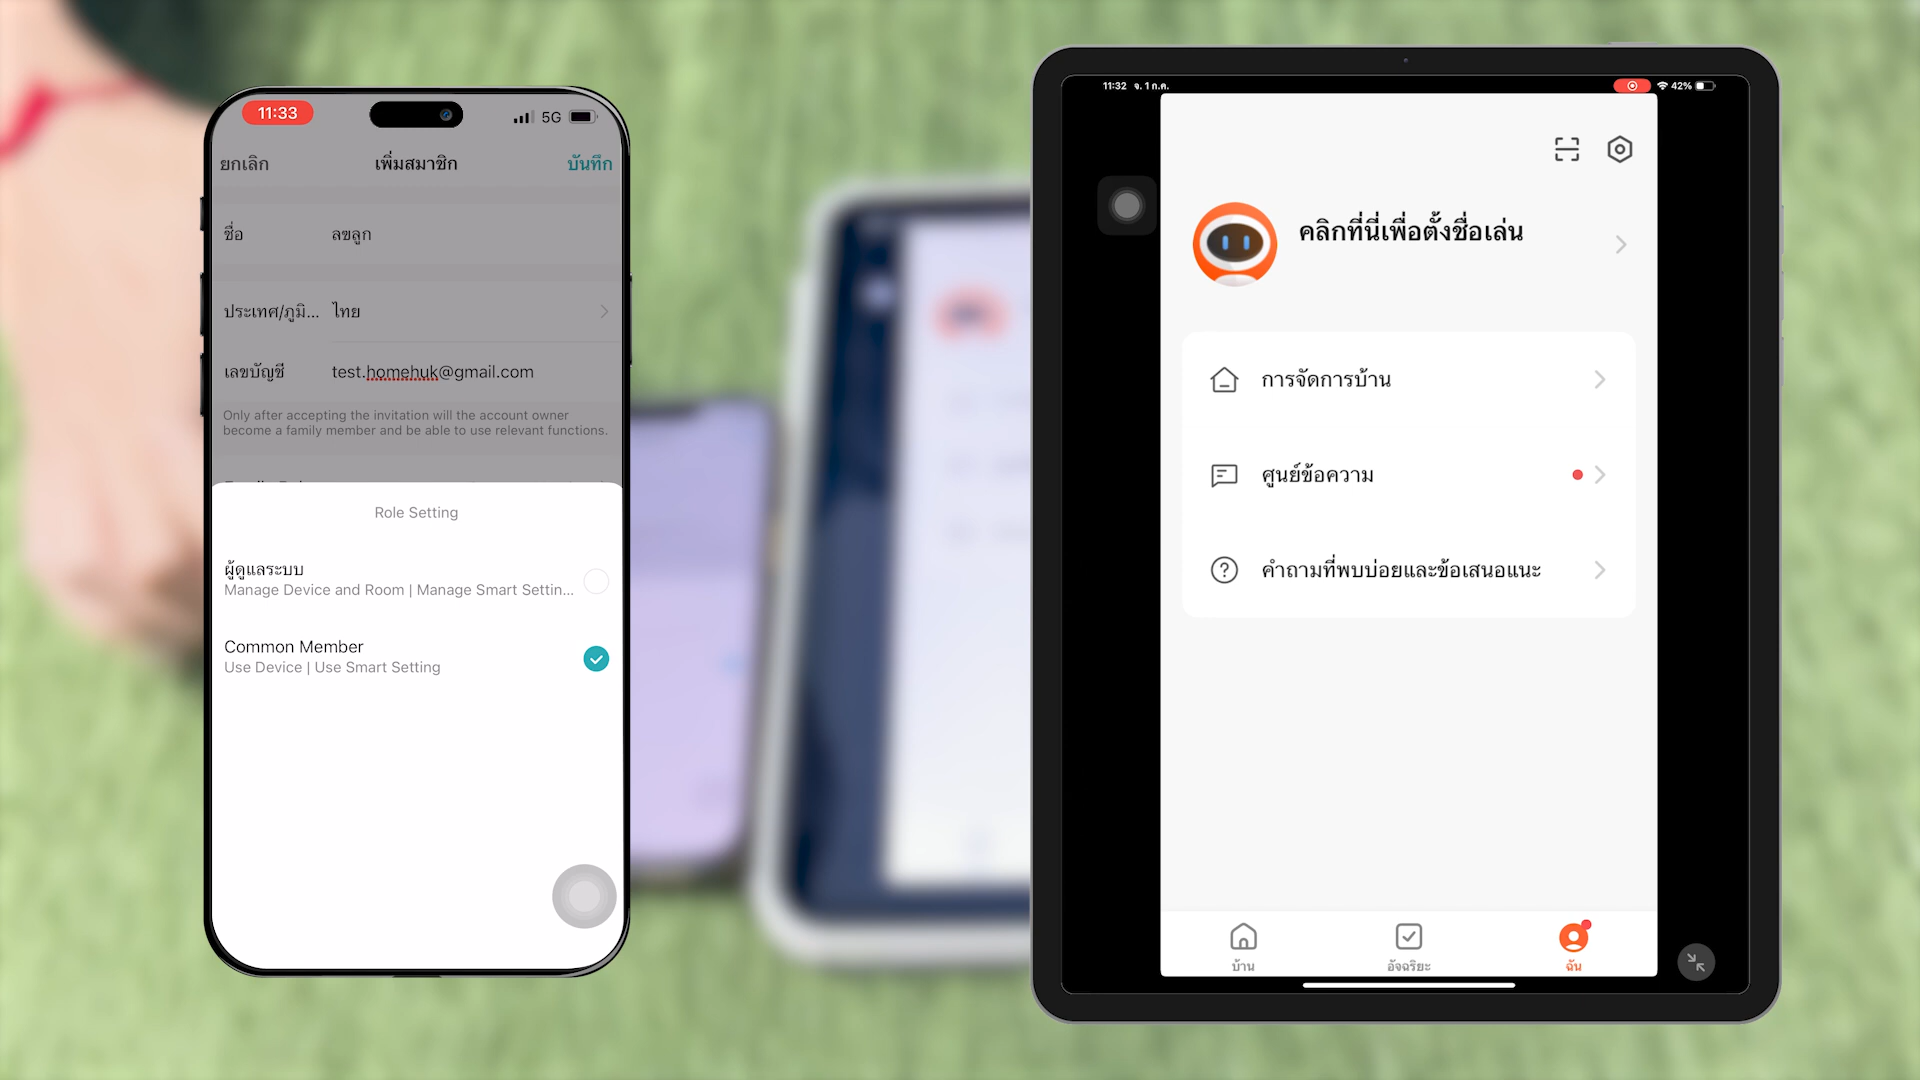 11:33
5G
ยกเลิก
เพิ่มสมาชิก
บันทึก
ชื่อ
ลขลูก
ประเทศ/ภูมิ...
ไทย
เลขบัญชี
test.homehuk@gmail.com
Only after accepting the invitation will the account owner
become a family member and be able to use relevant functions.
Role Setting
ผู้ดูแลระบบ
Manage Device and Room | Manage Smart Settin...
Common Member
Use Device | Use Smart Setting
11:32 จ. 1 ก.ค.
42%
คลิกที่นี่เพื่อตั้งชื่อเล่น
การจัดการบ้าน
ศูนย์ข้อความ
คำถามที่พบบ่อยและข้อเสนอแนะ
บ้าน
อัจฉริยะ
ฉัน